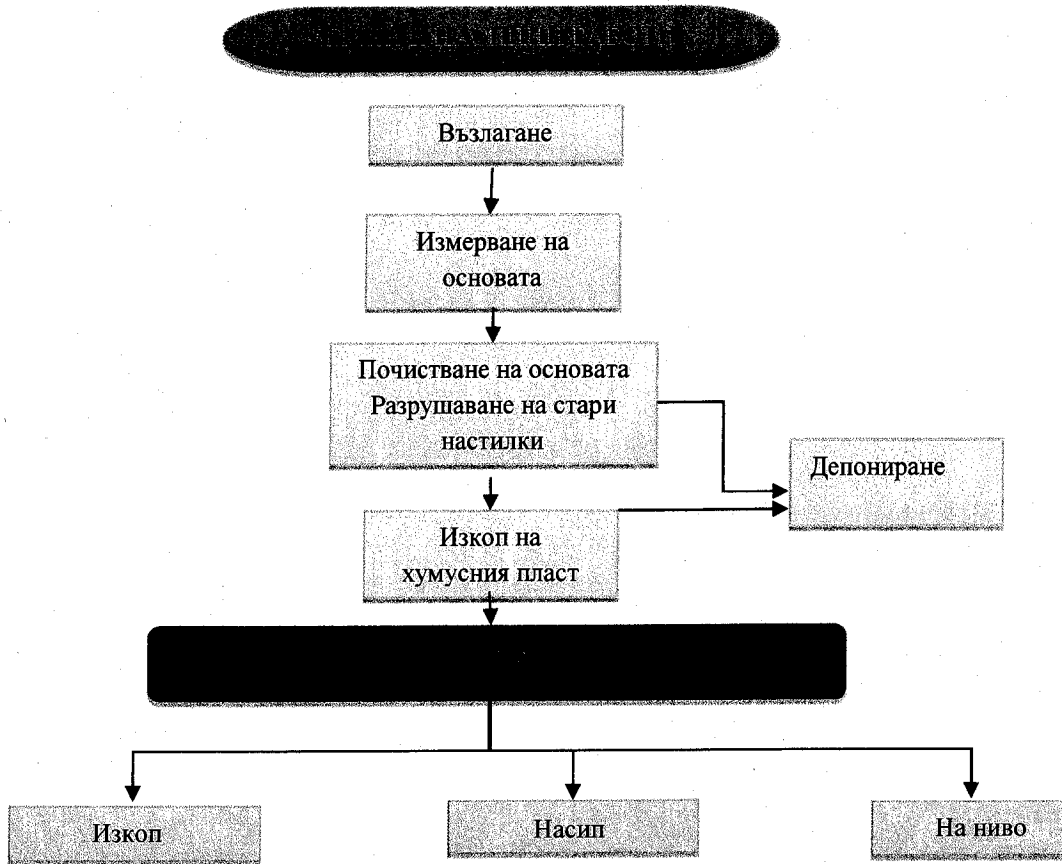 Възлагане
Измерване на
основата
Почистване на основата
Разрушаване на стари
настилки
Депониране
Изкоп на
хумусния пласт
Изкоп
Насип
На ниво